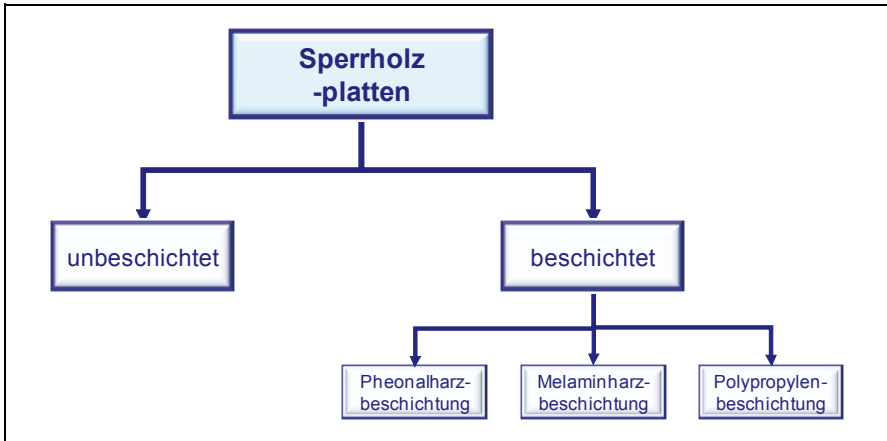 Sperrholz
-platten
unbeschichtet
beschichtet
Pheonalharz-
beschichtung
Melaminharz-
beschichtung
Polypropylen-
beschichtung